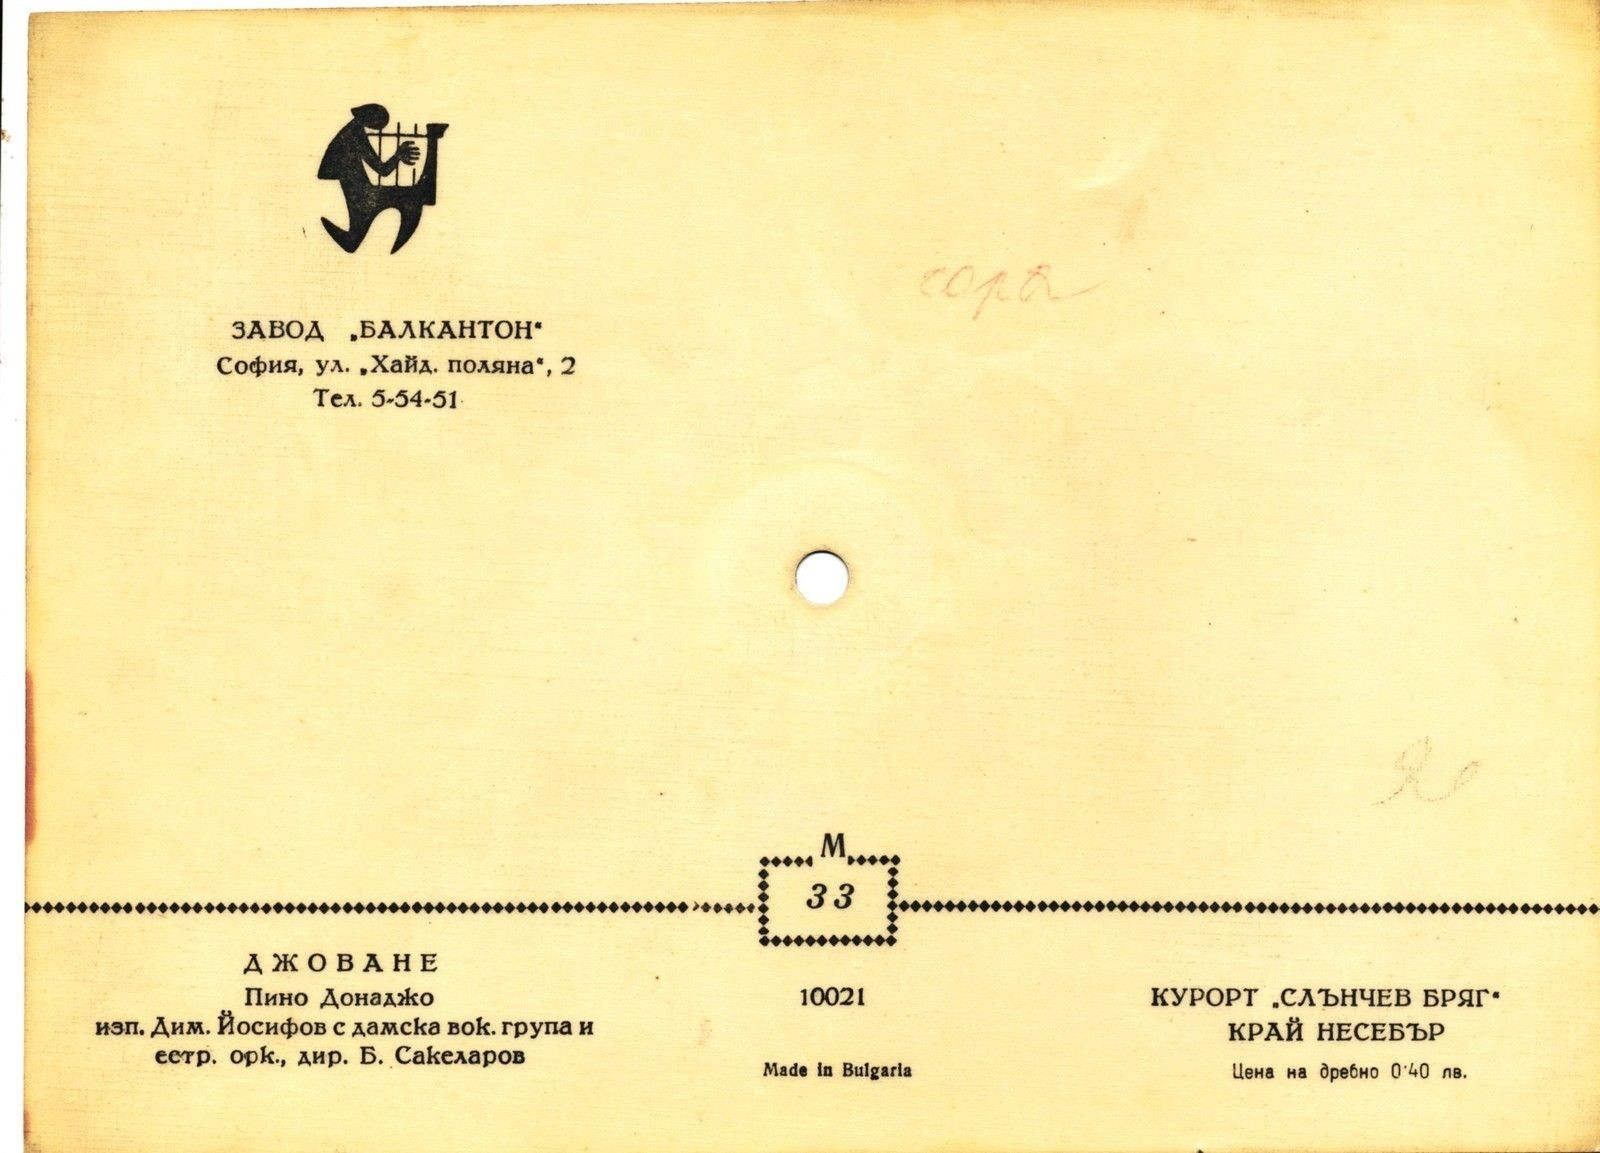 ЗАВОД „БАЛКАНТОН“
София, ул. „Хайд. поляна“, 2
Тел. 5-54-51
М
33
ДЖОВАНЕ
Пино Донаджо
изп. Дим. Йосифов с дамска вок. група и
еетр. орк., дир. Б. Сакеларов
10021
Made in Bulgaria
КУРОРТ „СЛЪНЧЕВ БРЯГ“
КРАЙ НЕСЕБЪР
Цена на дребно 0·40 лв.